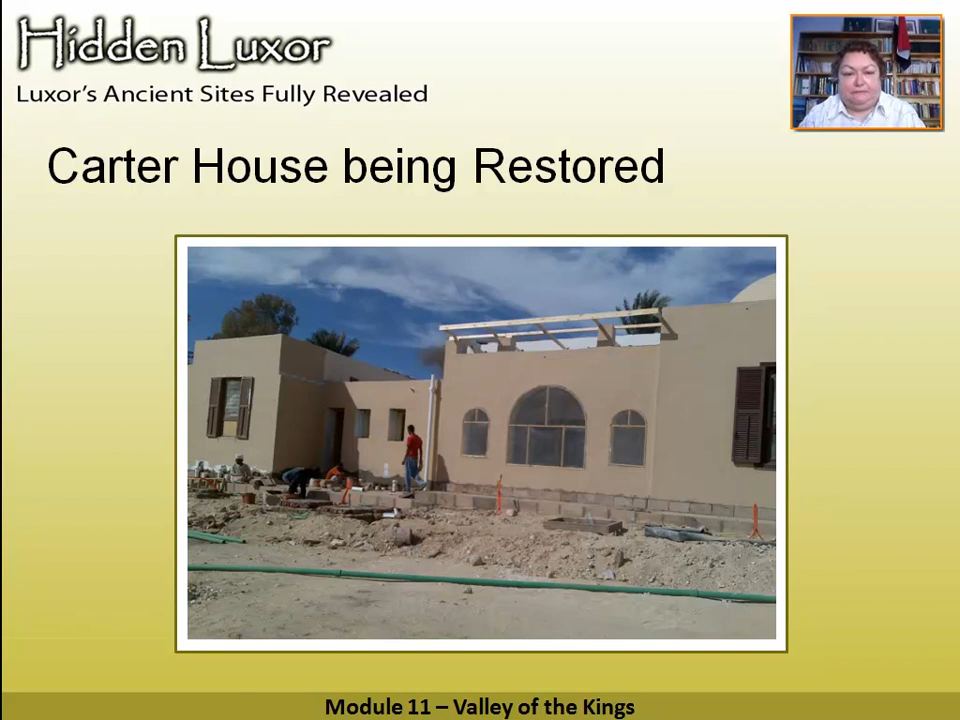 Hidden Luxor
Luxor's Ancient Sites Fully Revealed
Carter House being Restored
Module 11 – Valley of the Kings